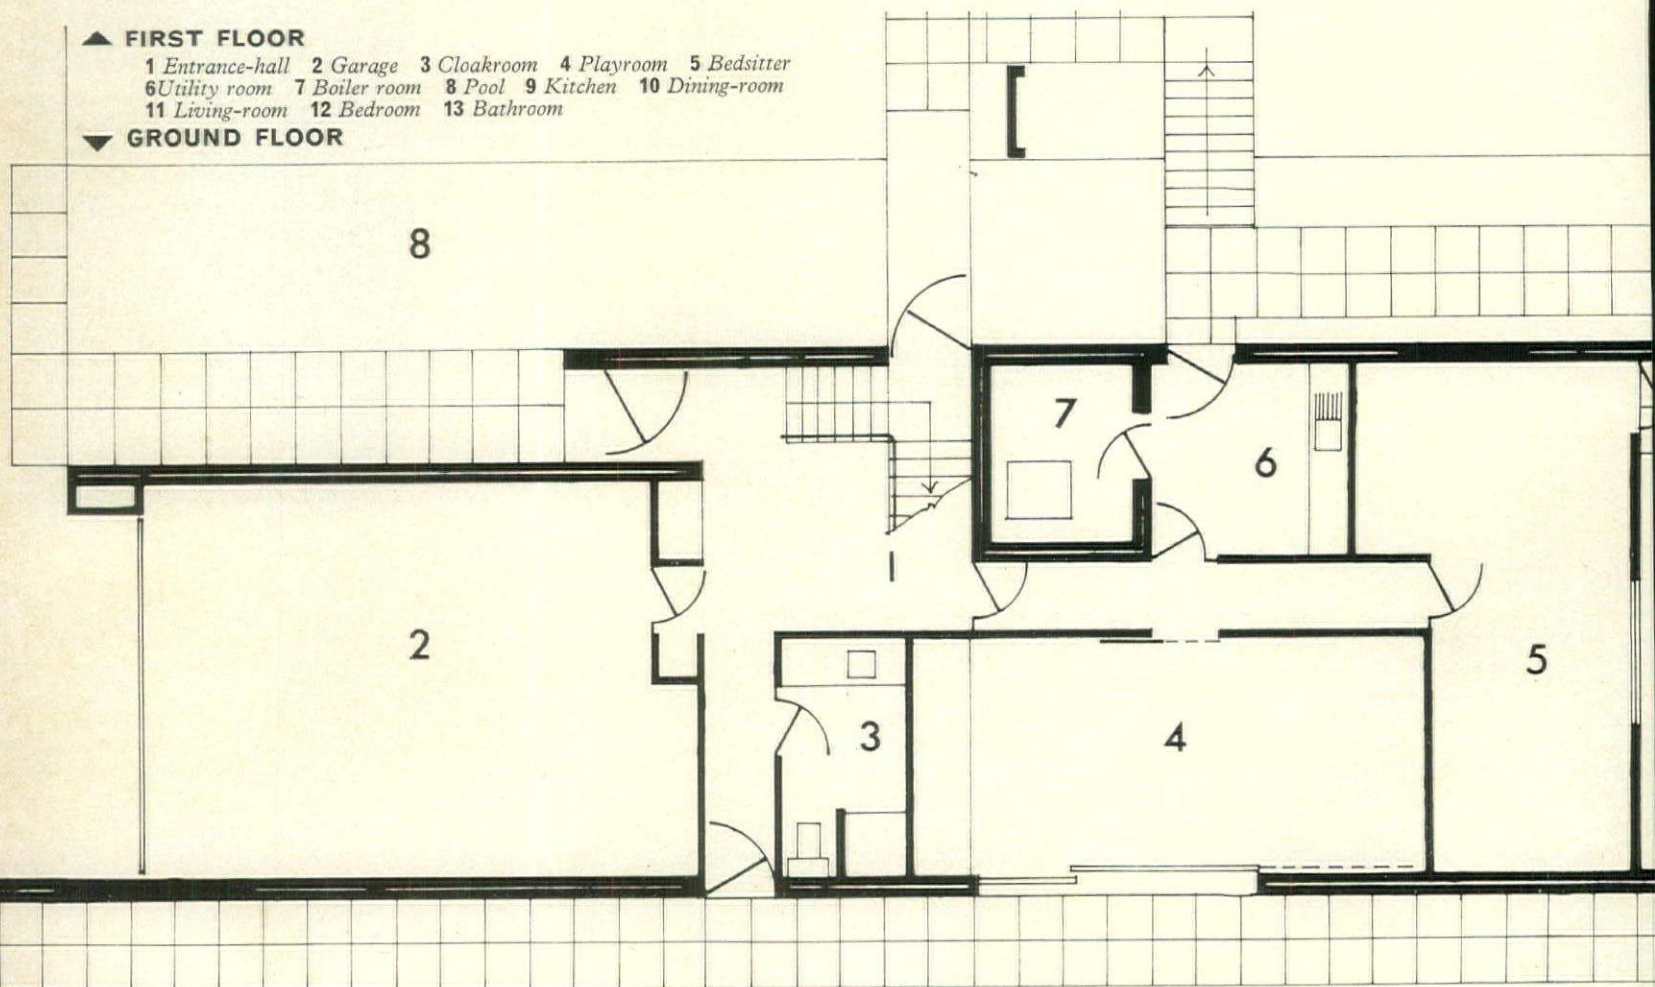 ▲ FIRST FLOOR
1 Entrance-hall 2 Garage 3 Cloakroom 4 Playroom 5 Bedsitter
6 Utility room 7 Boiler room 8 Pool 9 Kitchen 10 Dining-room
11 Living-room 12 Bedroom 13 Bathroom
▼ GROUND FLOOR
8
7
6
1
2
5
3
4